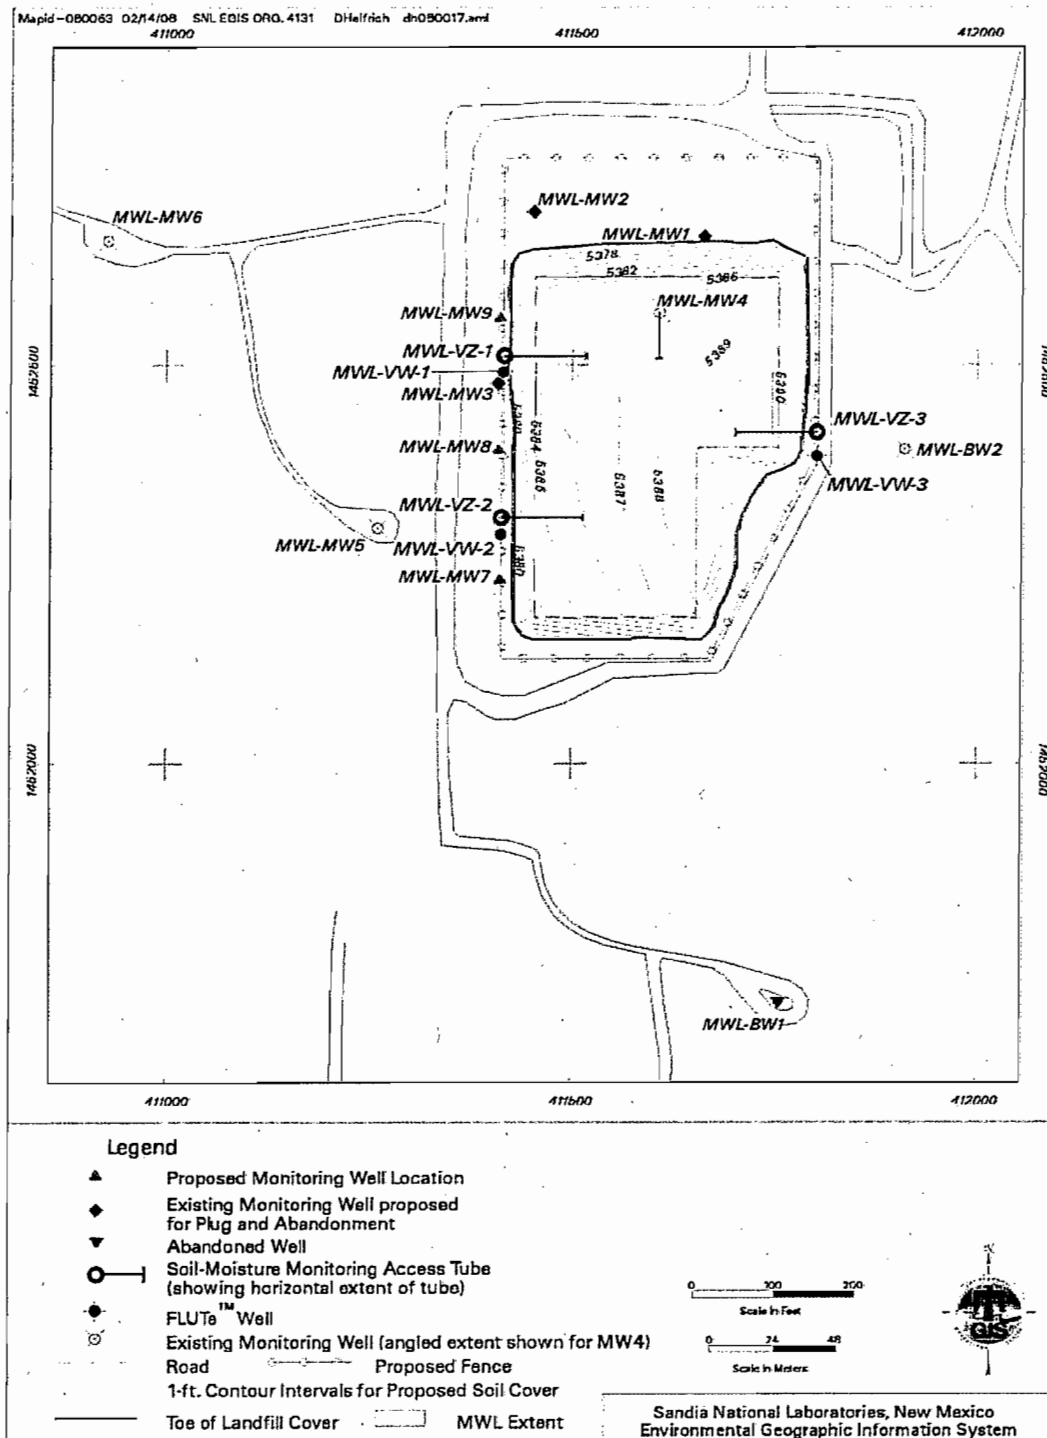 Mapid-080063 02/14/08 SNL EGIS ORG. 4131 DHelfrich dh080017.aml
411000 411500 412000
MWL-MW6
MWL-MW2
MWL-MW1
5378
5382 5386
MWL-MW4
MWL-MW9
5389
MWL-VZ-1
1462500
MWL-VW-1
MWL-MW3
5390
5380
5384
5385
MWL-VZ-3
MWL-MW8
MWL-BW2
5387
5388
MWL-VW-3
MWL-VZ-2
MWL-MW5
MWL-VW-2
5380
MWL-MW7
1462000 1462000
MWL-BW1
411000 411500 412000
Legend
Proposed Monitoring Well Location
Existing Monitoring Well proposed
for Plug and Abandonment
Abandoned Well
Soil-Moisture Monitoring Access Tube
(showing horizontal extent of tube)
FLUTe™ Well
Existing Monitoring Well (angled extent shown for MW4)
Road Proposed Fence
1-ft. Contour Intervals for Proposed Soil Cover
Toe of Landfill Cover MWL Extent
0 100 200
Scale in Feet
0 24 48
Scale in Meters
N
GIS
Sandia National Laboratories, New Mexico
Environmental Geographic Information System